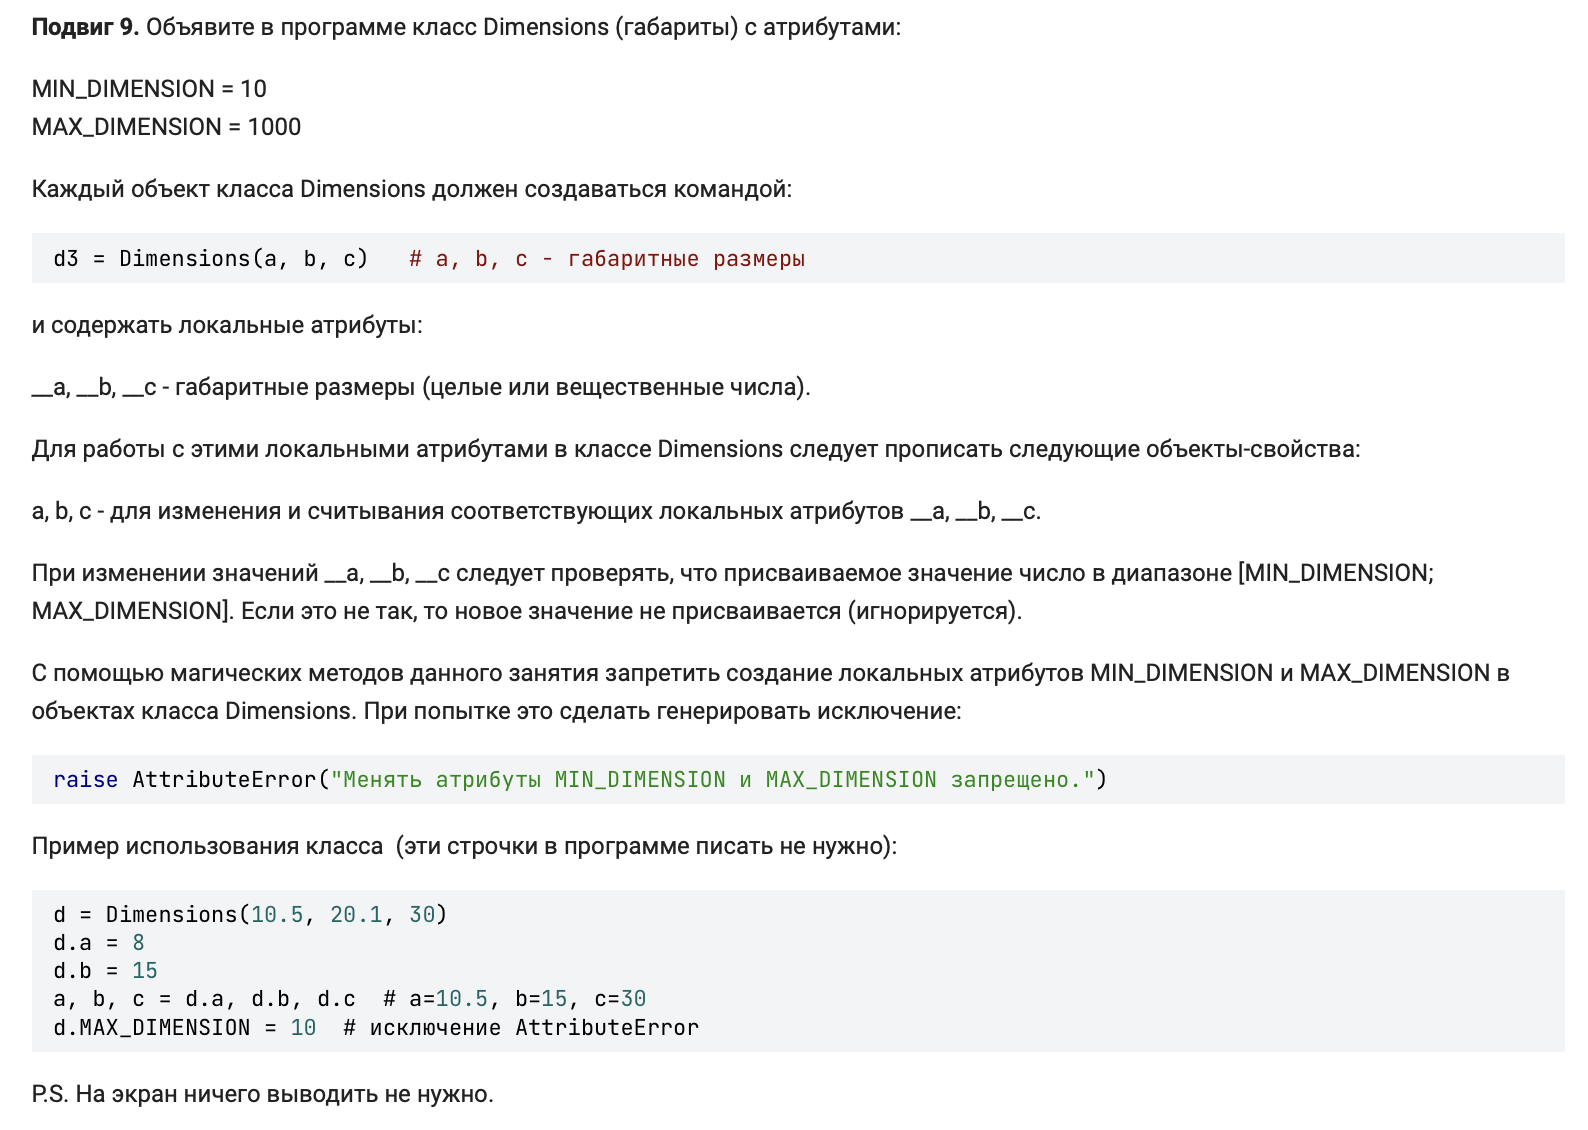 Подвиг 9. Объявите в программе класс Dimensions (габариты) с атрибутами:
MIN_DIMENSION = 10
MAX_DIMENSION = 1000
Каждый объект класса Dimensions должен создаваться командой:
d3 = Dimensions(a, b, c)   # a, b, c - габаритные размеры
и содержать локальные атрибуты:
__a, __b, __c - габаритные размеры (целые или вещественные числа).
Для работы с этими локальными атрибутами в классе Dimensions следует прописать следующие объекты-свойства:
a, b, c - для изменения и считывания соответствующих локальных атрибутов __a, __b, __c.
При изменении значений __a, __b, __c следует проверять, что присваиваемое значение число в диапазоне [MIN_DIMENSION;
MAX_DIMENSION]. Если это не так, то новое значение не присваивается (игнорируется).
С помощью магических методов данного занятия запретить создание локальных атрибутов MIN_DIMENSION и MAX_DIMENSION в
объектах класса Dimensions. При попытке это сделать генерировать исключение:
raise AttributeError("Менять атрибуты MIN_DIMENSION и MAX_DIMENSION запрещено.")
Пример использования класса  (эти строчки в программе писать не нужно):
d = Dimensions(10.5, 20.1, 30)
d.a = 8
d.b = 15
a, b, c = d.a, d.b, d.c  # a=10.5, b=15, c=30
d.MAX_DIMENSION = 10  # исключение AttributeError
P.S. На экран ничего выводить не нужно.